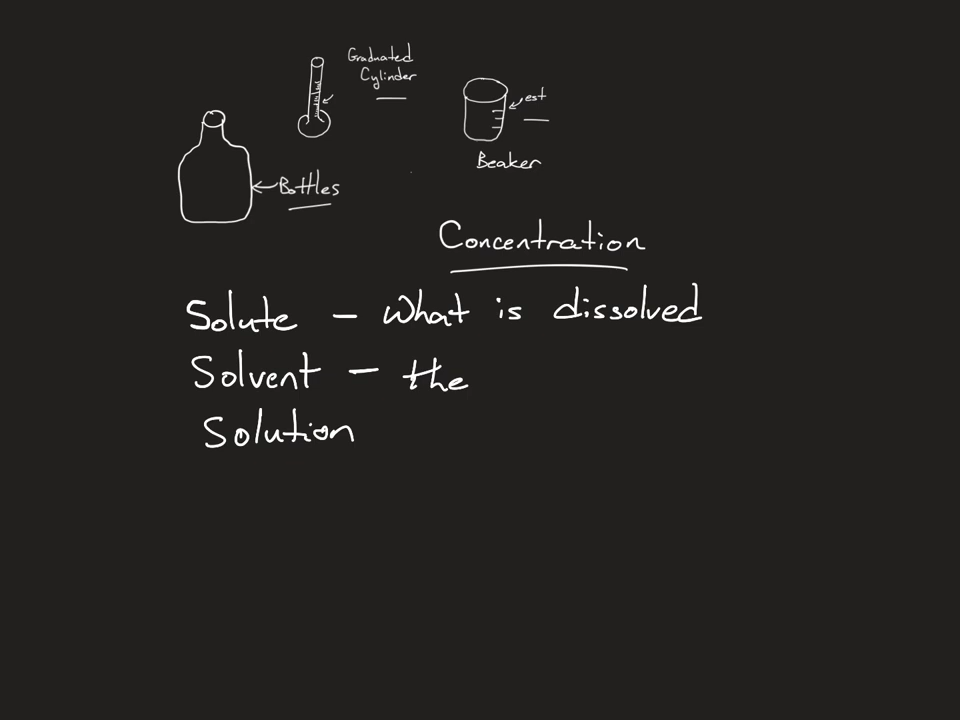 Graduated
Cylinder
est
Beaker
Bottles
Concentration
Solute - What is dissolved
Solvent - the
Solution